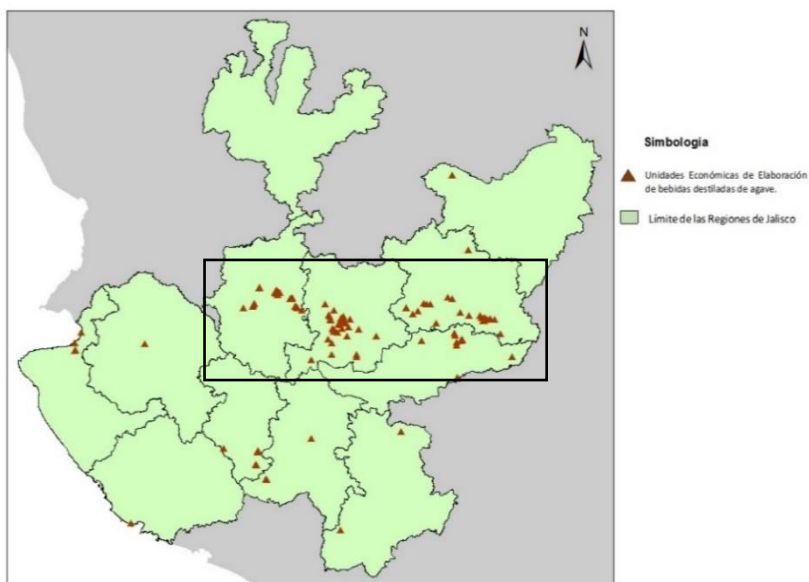 N
Simbología
Unidades Económicas de Elaboración
de bebidas destiladas de agave.
Límite de las Regiones de Jalisco